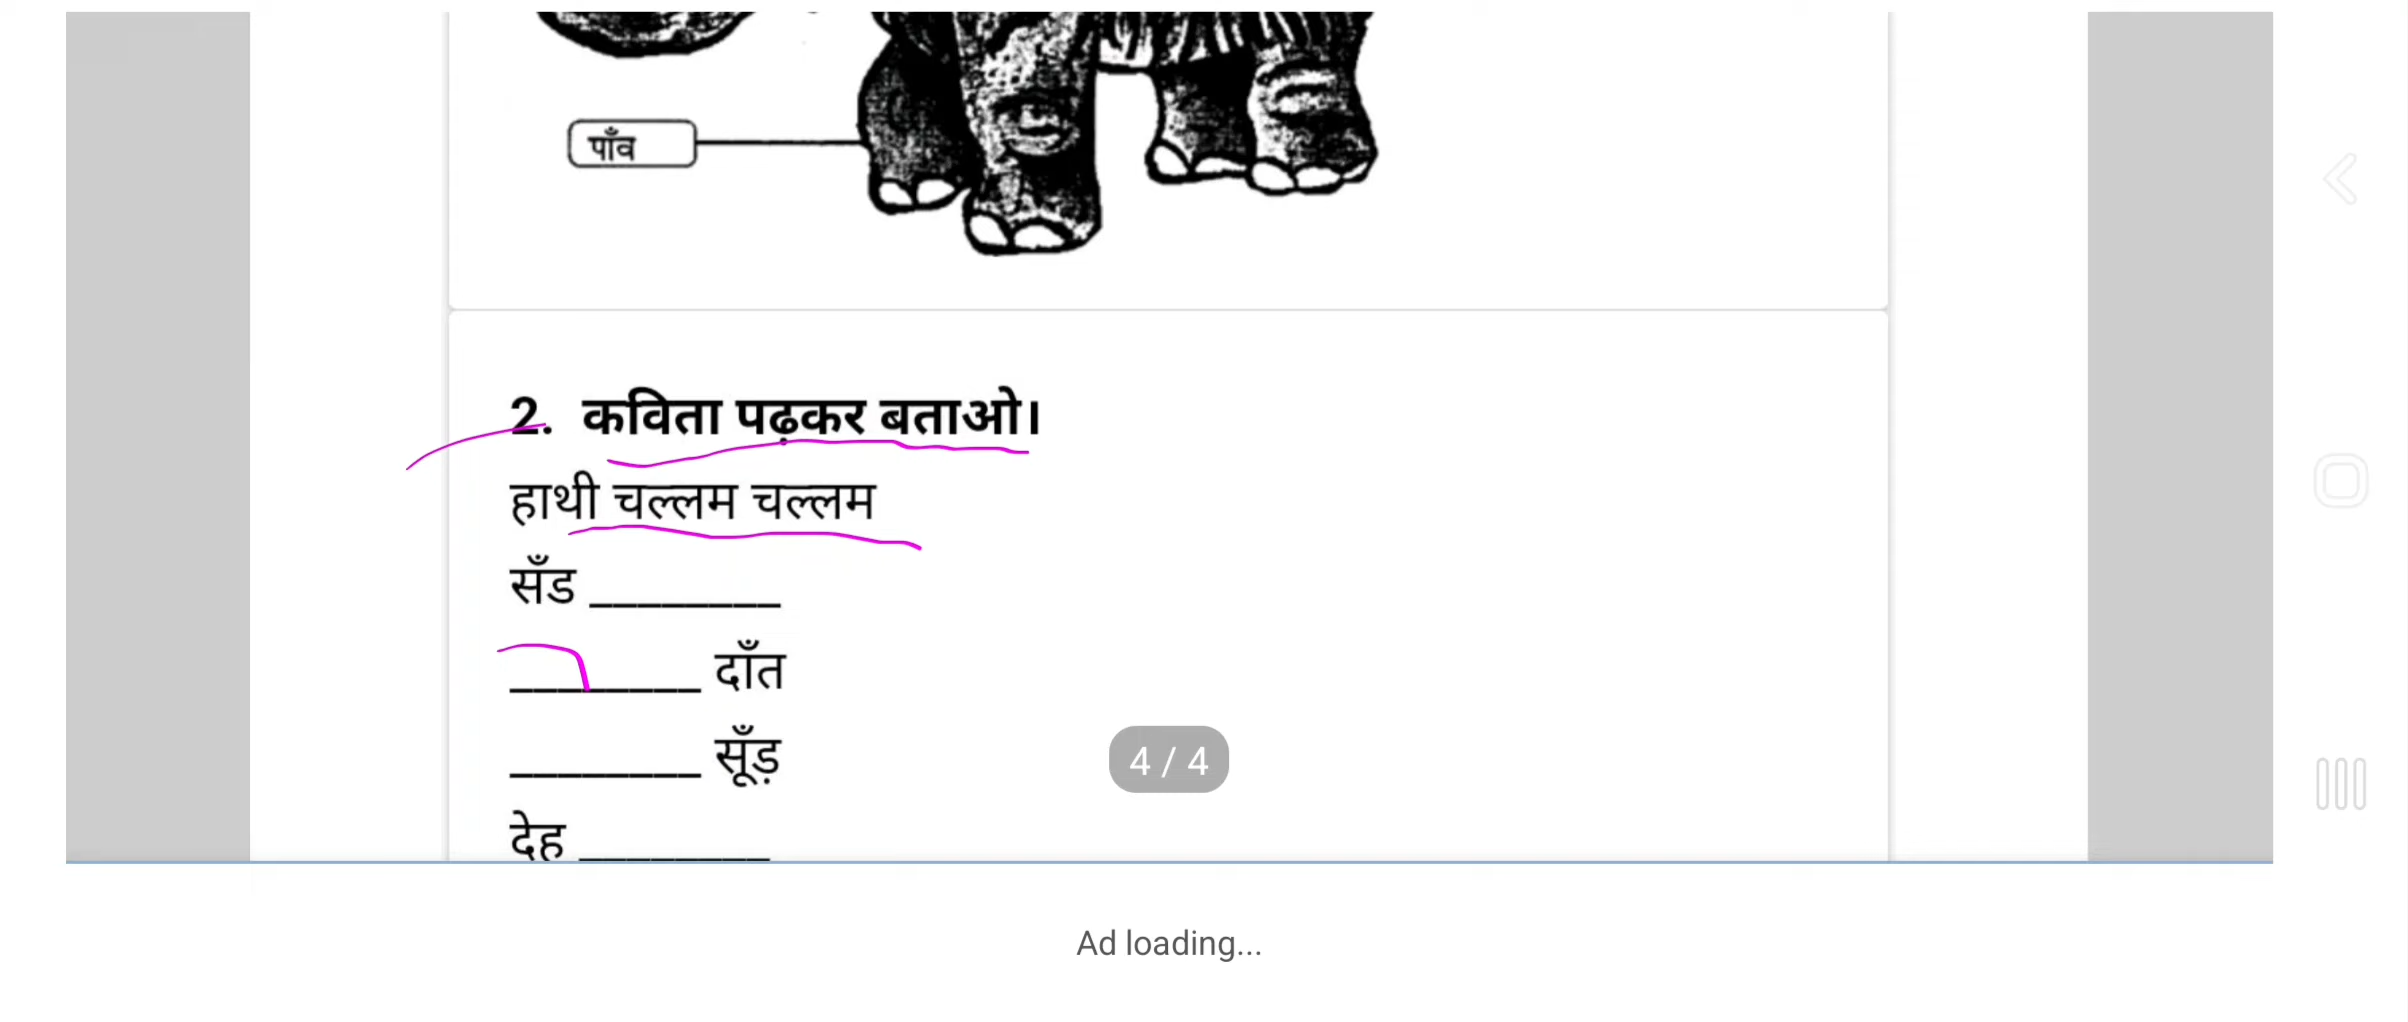 पाँव
2. कविता पढ़कर बताओ।
हाथी चल्लम चल्लम
सँड ________
________ दाँत
________ सूँड़
देह ________
4 / 4
Ad loading...